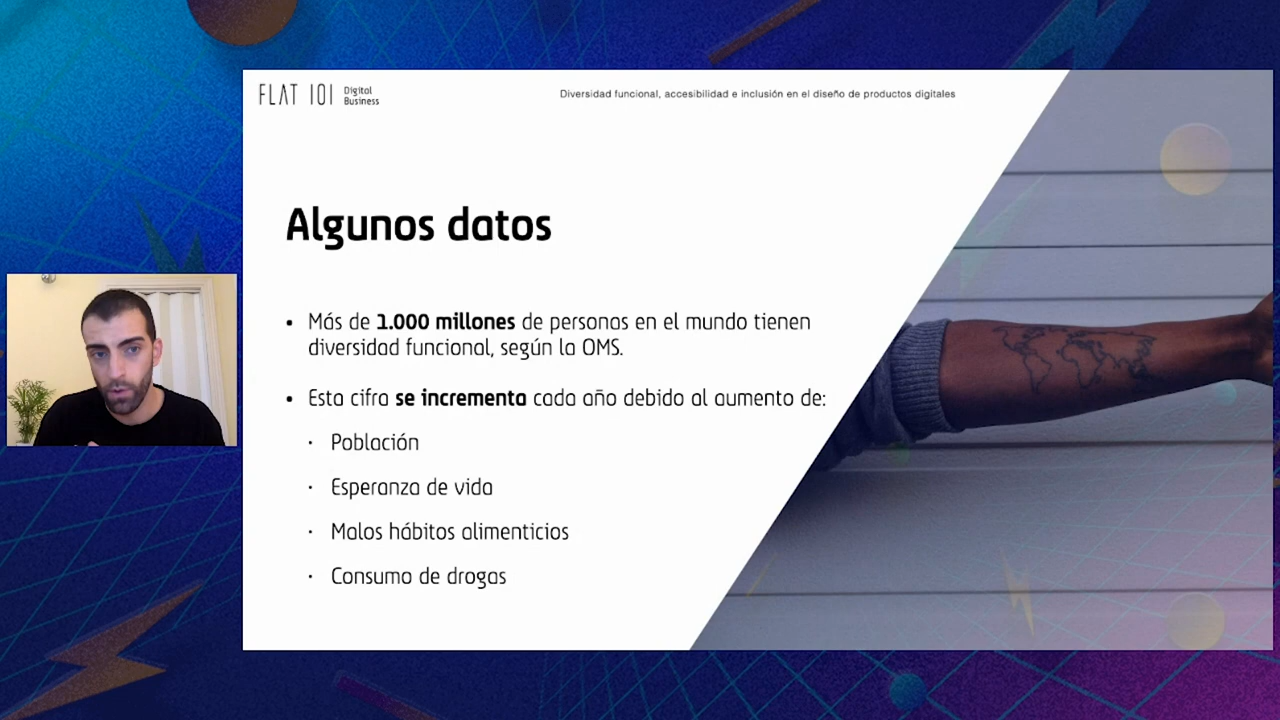 FLAT 101 Digital Business
Diversidad funcional, accesibilidad e inclusión en el diseño de productos digitales
Algunos datos
• Más de 1.000 millones de personas en el mundo tienen
diversidad funcional, según la OMS.
• Esta cifra se incrementa cada año debido al aumento de:
· Población
· Esperanza de vida
· Malos hábitos alimenticios
· Consumo de drogas